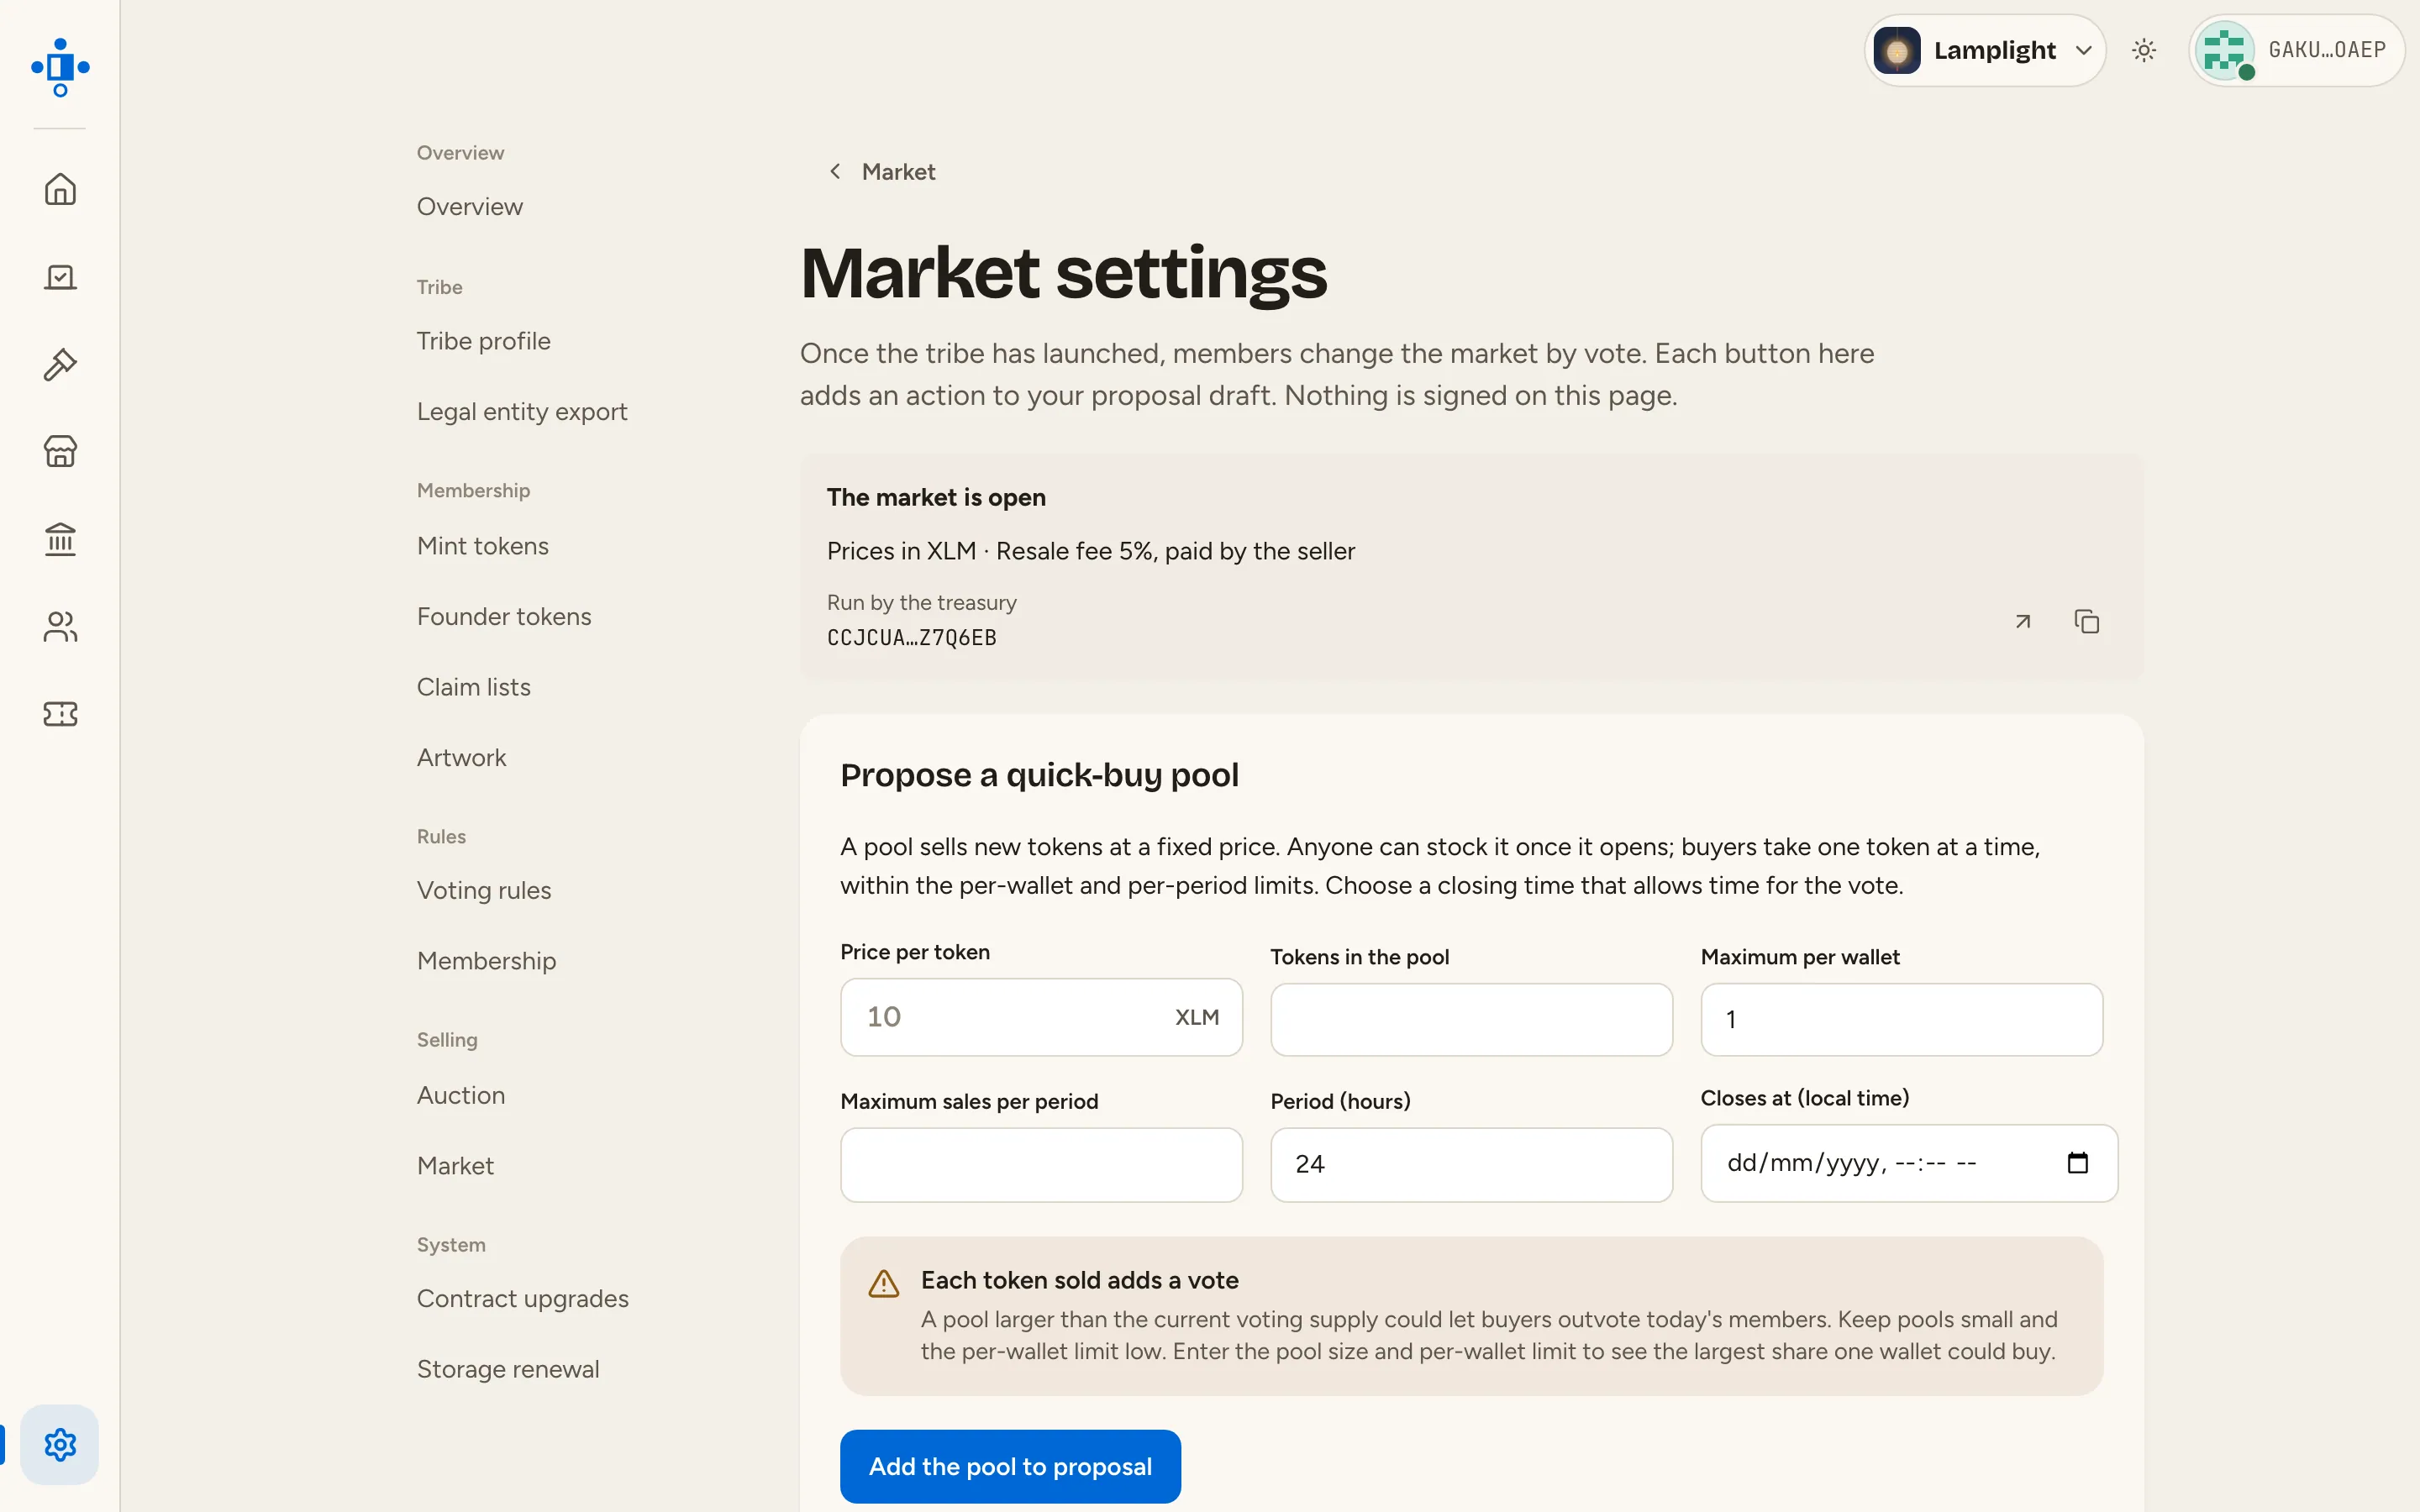 Lamplight
GAKU…OAEP
Overview
Overview
Tribe
Tribe profile
Legal entity export
Membership
Mint tokens
Founder tokens
Claim lists
Artwork
Rules
Voting rules
Membership
Selling
Auction
Market
System
Contract upgrades
Storage renewal
Market
Market settings
Once the tribe has launched, members change the market by vote. Each button here
adds an action to your proposal draft. Nothing is signed on this page.
The market is open
Prices in XLM · Resale fee 5%, paid by the seller
Run by the treasury
CCJCUA…Z7Q6EB
Propose a quick-buy pool
A pool sells new tokens at a fixed price. Anyone can stock it once it opens; buyers take one token at a time,
within the per-wallet and per-period limits. Choose a closing time that allows time for the vote.
Price per token
10 XLM
Tokens in the pool
Maximum per wallet
1
Maximum sales per period
Period (hours)
24
Closes at (local time)
dd/mm/yyyy, --:-- --
Each token sold adds a vote
A pool larger than the current voting supply could let buyers outvote today's members. Keep pools small and
the per-wallet limit low. Enter the pool size and per-wallet limit to see the largest share one wallet could buy.
Add the pool to proposal